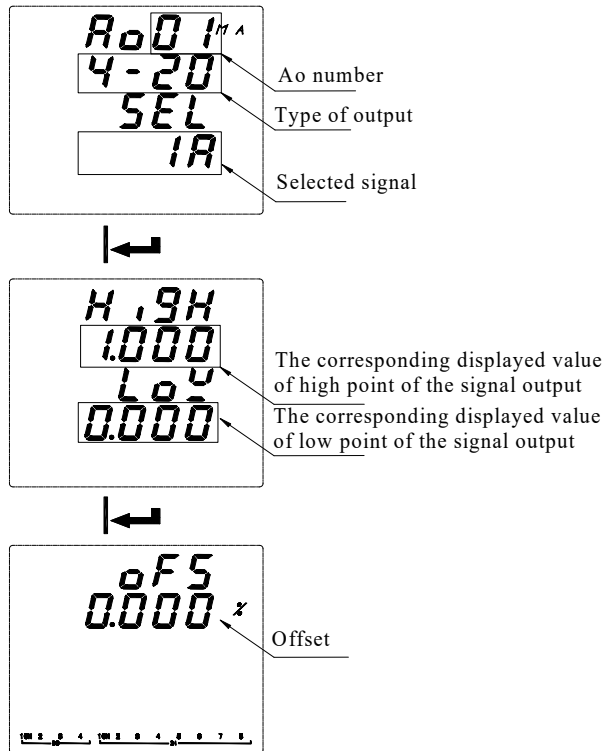 Ao01 MA
Ao number
4-20
Type of output
SEL
1A
Selected signal
HigH
1.000
The corresponding displayed value
of high point of the signal output
Low
0.000
The corresponding displayed value
of low point of the signal output
oFS
0.000 %
Offset